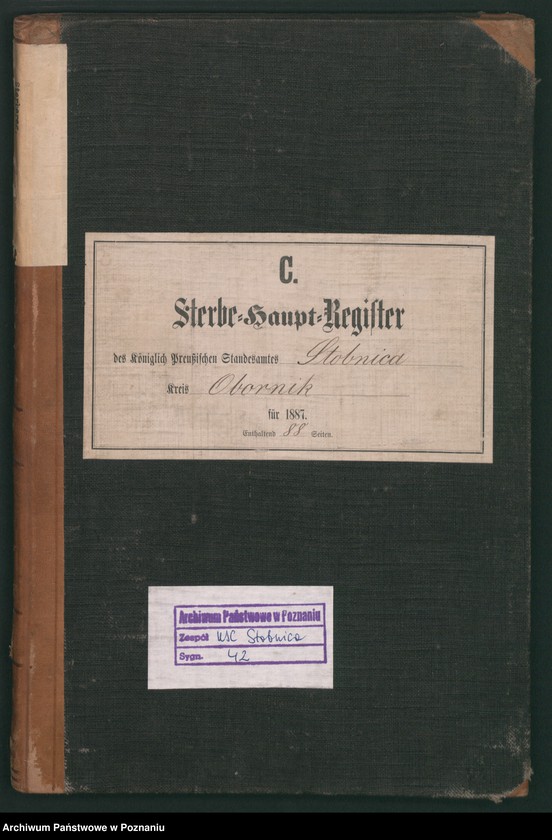 C.
Sterbe-Haupt-Register
des Königlich Preußischen Standesamtes Stobnica
Kreis Obornik
für 1887.
Enthaltend 88 Seiten.
Archiwum Państwowe w Poznaniu
Zespół USC Stobnica
Sygn. 42
Archiwum Państwowe w Poznaniu